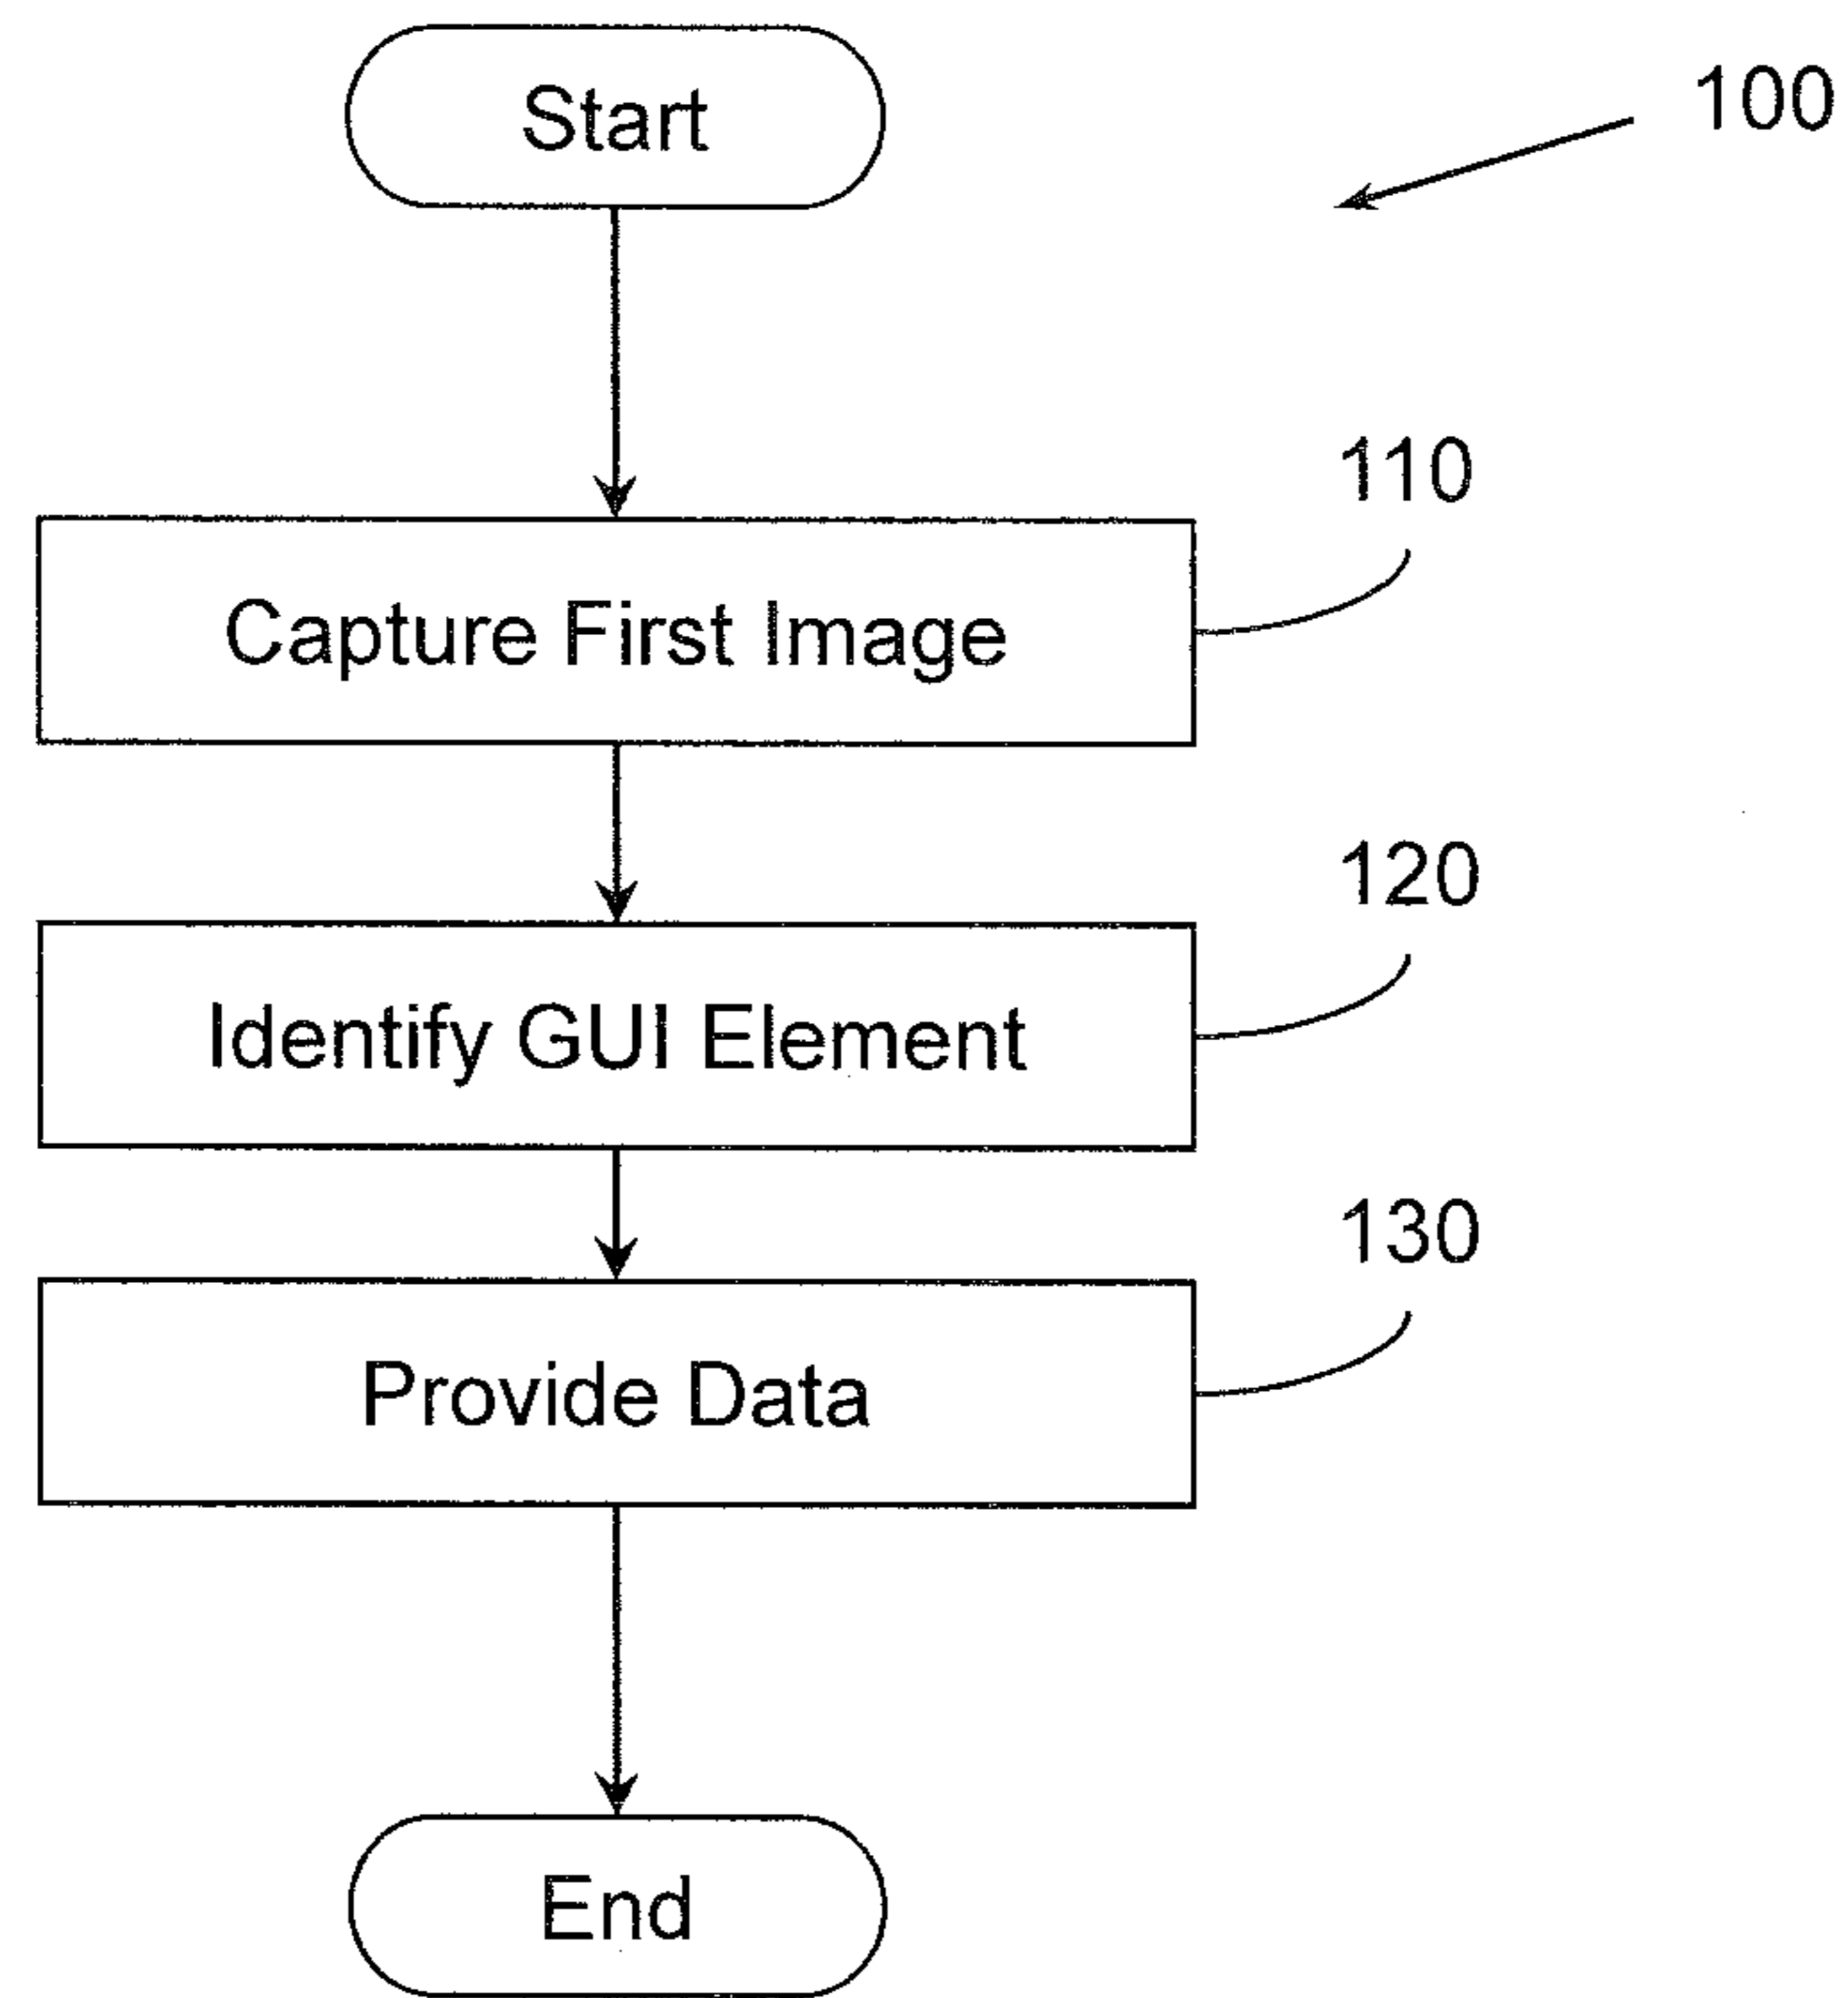 Start
100
110
Capture First Image
120
Identify GUI Element
130
Provide Data
End